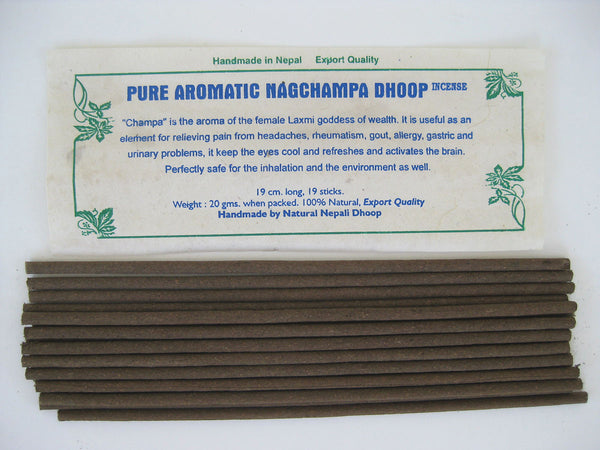 Handmade in Nepal Export Quality
PURE AROMATIC NAGCHAMPA DHOOP INCENSE
"Champa" is the aroma of the female Laxmi goddess of wealth. It is useful as an
element for relieving pain from headaches, rheumatism, gout, allergy, gastric and
urinary problems, it keep the eyes cool and refreshes and activates the brain.
Perfectly safe for the inhalation and the environment as well.
19 cm. long, 19 sticks.
Weight : 20 gms. when packed. 100% Natural, Export Quality
Handmade by Natural Nepali Dhoop